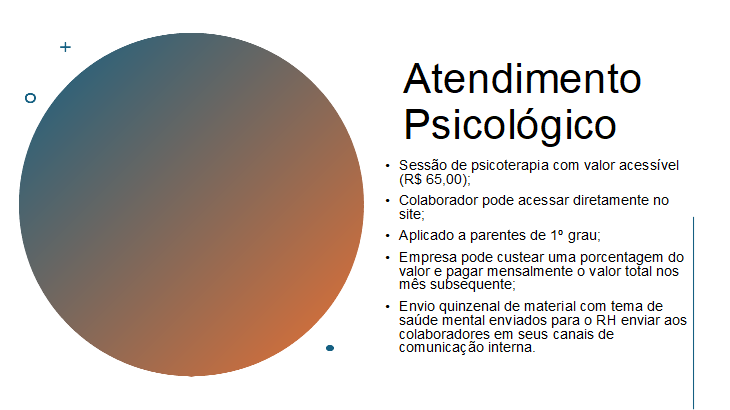 Atendimento
Psicológico
• Sessão de psicoterapia com valor acessível
(R$ 65,00);
• Colaborador pode acessar diretamente no
site;
• Aplicado a parentes de 1º grau;
• Empresa pode custear uma porcentagem do
valor e pagar mensalmente o valor total nos
mês subsequente;
• Envio quinzenal de material com tema de
saúde mental enviados para o RH enviar aos
colaboradores em seus canais de
comunicação interna.